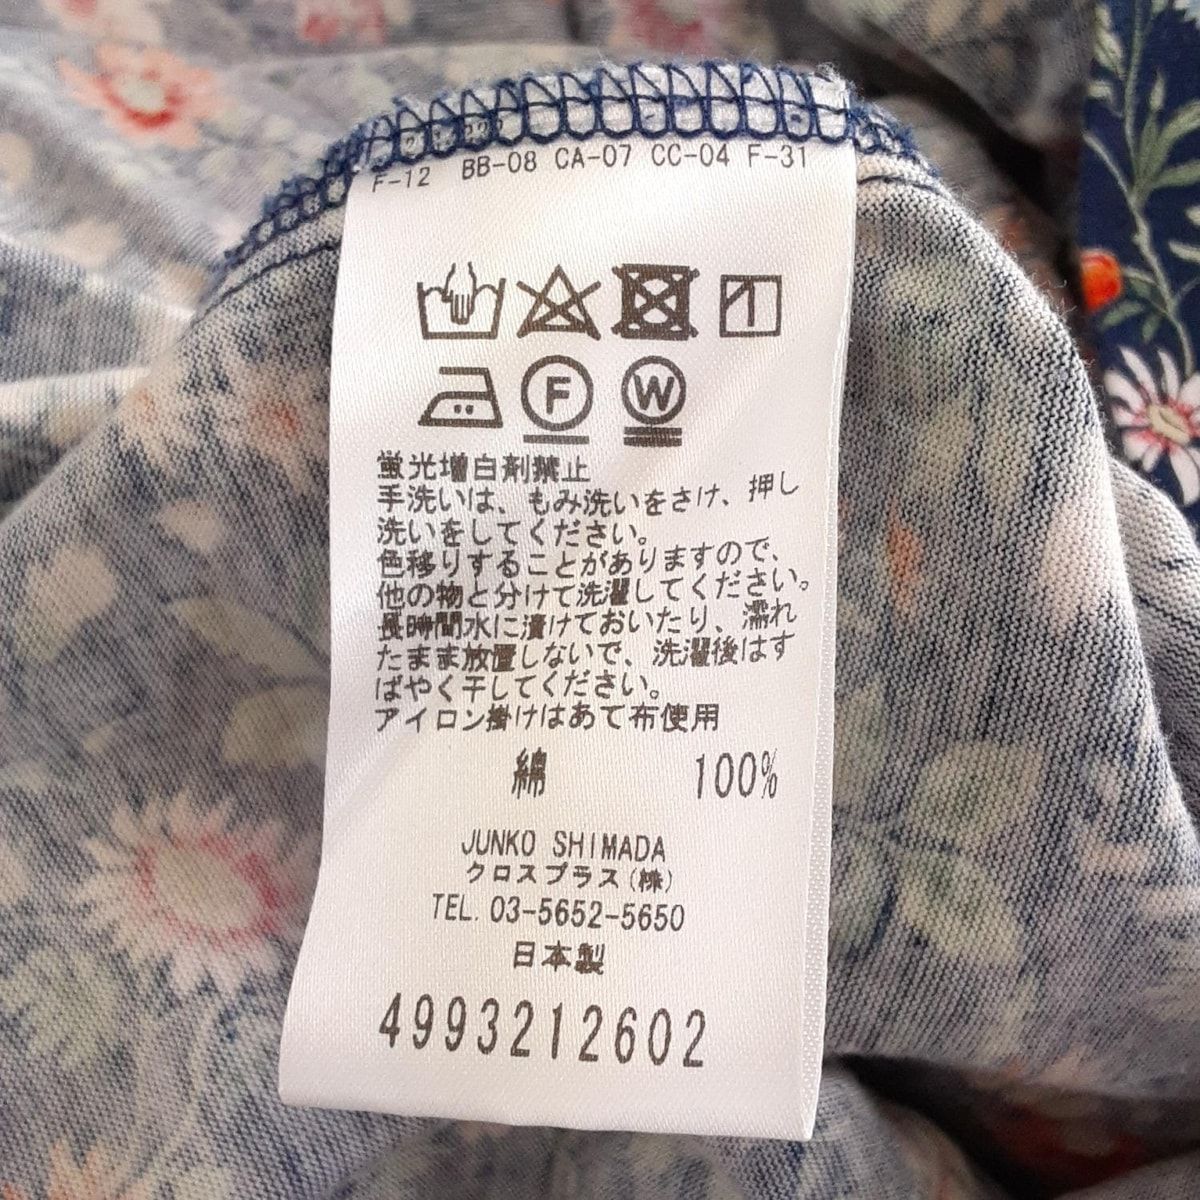 F-12 BB-08 CA-07 CC-04 F-31
F
W
蛍光増白剤禁止
手洗いは、もみ洗いをさけ、押し
洗いをしてください。
色移りすることがありますので、
他の物と分けて洗濯してください。
長時間水に漬けておいたり、濡れ
たまま放置しないで、洗濯後はす
ばやく干してください。
アイロン掛けはあて布使用
綿 100%
JUNKO SHIMADA
クロスプラス(株)
TEL. 03-5652-5650
日本製
4993212602